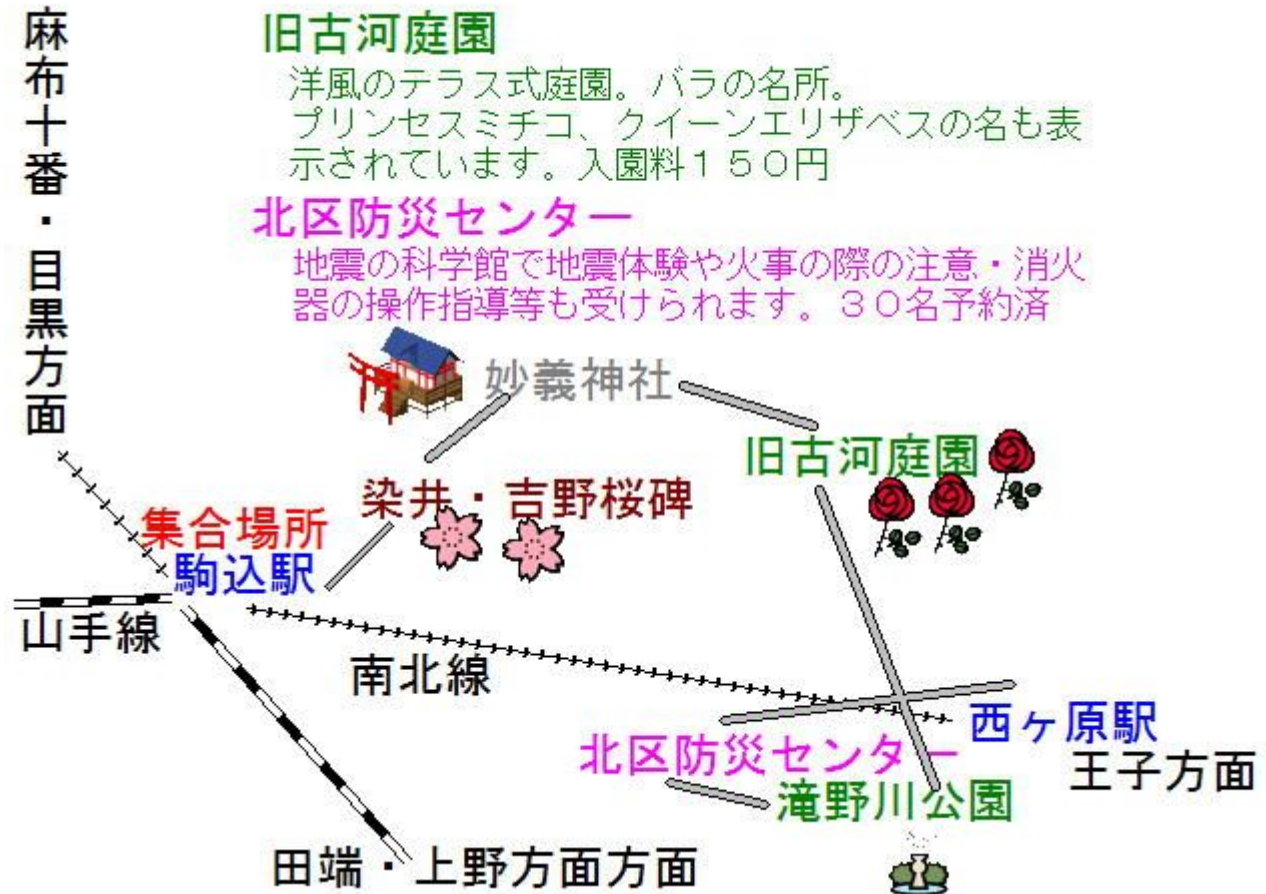 麻布十番・目黒方面
旧古河庭園
洋風のテラス式庭園。バラの名所。
プリンセスミチコ、クイーンエリザベスの名も表
示されています。入園料１５０円
北区防災センター
地震の科学館で地震体験や火事の際の注意・消火
器の操作指導等も受けられます。３０名予約済
妙義神社
旧古河庭園
染井・吉野桜碑
集合場所
駒込駅
山手線
南北線
西ヶ原駅
北区防災センター
王子方面
滝野川公園
田端・上野方面方面